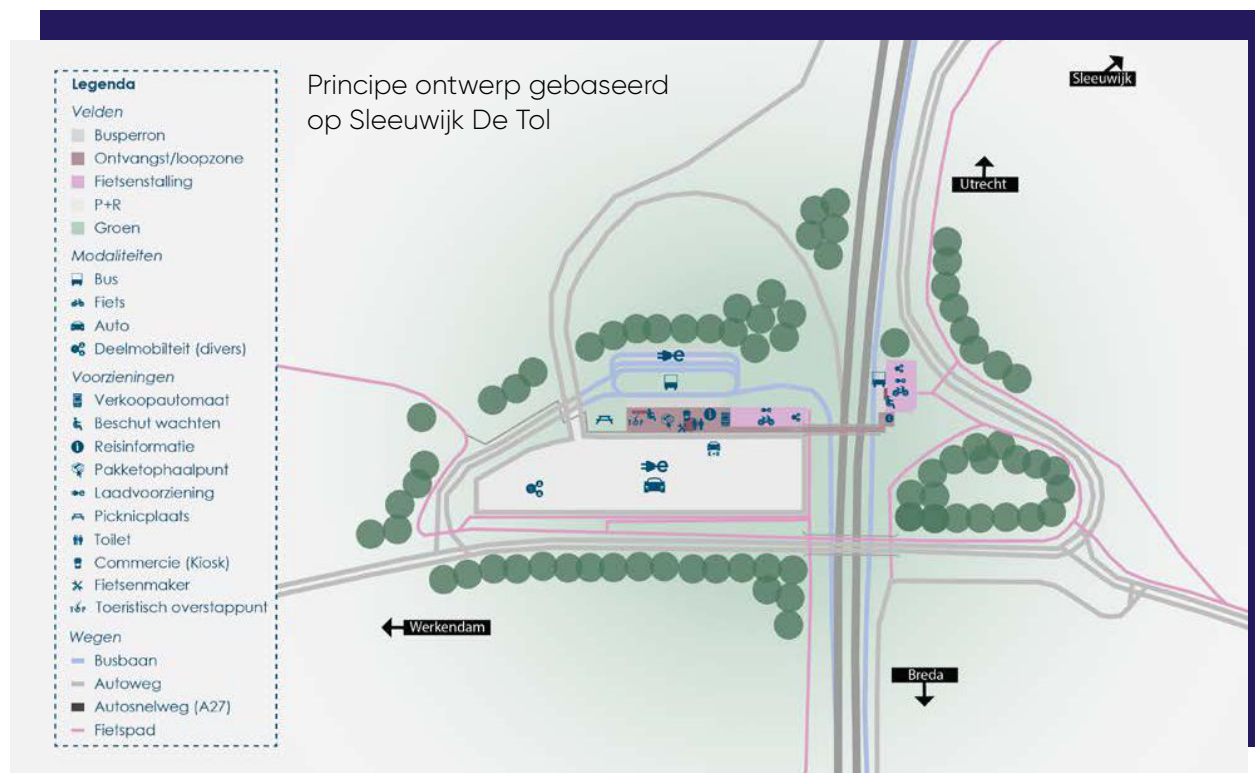 Principe ontwerp gebaseerd
op Sleeuwijk De Tol
Legenda
Velden
Busperron
Ontvangst/loopzone
Fietsenstalling
P+R
Groen
Modaliteiten
Bus
Fiets
Auto
Deelmobilteit (divers)
Voorzieningen
Verkoopautomaat
Beschut wachten
Reisinformatie
Pakketophaalpunt
Laadvoorziening
Picknicplaats
Toilet
Commercie (Kiosk)
Fietsenmaker
Toeristisch overstappunt
Wegen
Busbaan
Autoweg
Autosnelweg (A27)
Fietspad
Sleeuwijk
Utrecht
Werkendam
Breda